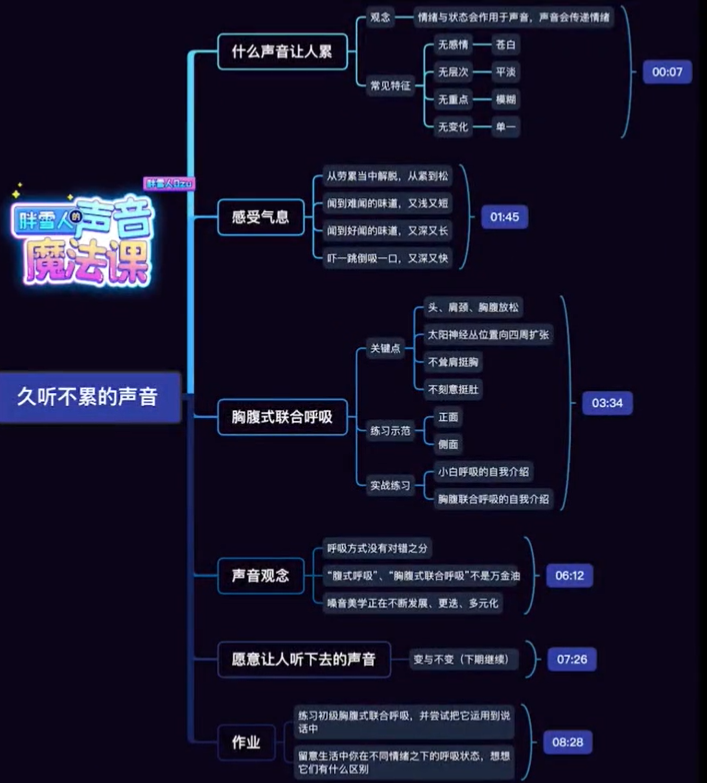 观念
情绪与状态会作用于声音，声音会传递情绪
什么声音让人累
无感情
苍白
无层次
平淡
00:07
常见特征
无重点
模糊
无变化
单一
胖雪人Ozu
胖雪人的声音
魔法课
从劳累当中解脱，从紧到松
闻到难闻的味道，又浅又短
感受气息
01:45
闻到好闻的味道，又深又长
吓一跳倒吸一口，又深又快
久听不累的声音
头、肩颈、胸腹放松
太阳神经丛位置向四周扩张
关键点
不耸肩挺胸
不刻意挺肚
胸腹式联合呼吸
03:34
正面
练习示范
侧面
小白呼吸的自我介绍
实战练习
胸腹联合呼吸的自我介绍
呼吸方式没有对错之分
声音观念
“腹式呼吸”、“胸腹式联合呼吸”不是万金油
06:12
嗓音美学正在不断发展、更迭、多元化
愿意让人听下去的声音
变与不变（下期继续）
07:26
练习初级胸腹式联合呼吸，并尝试把它运用到说
话中
作业
08:28
留意生活中你在不同情绪之下的呼吸状态，想想
它们有什么区别